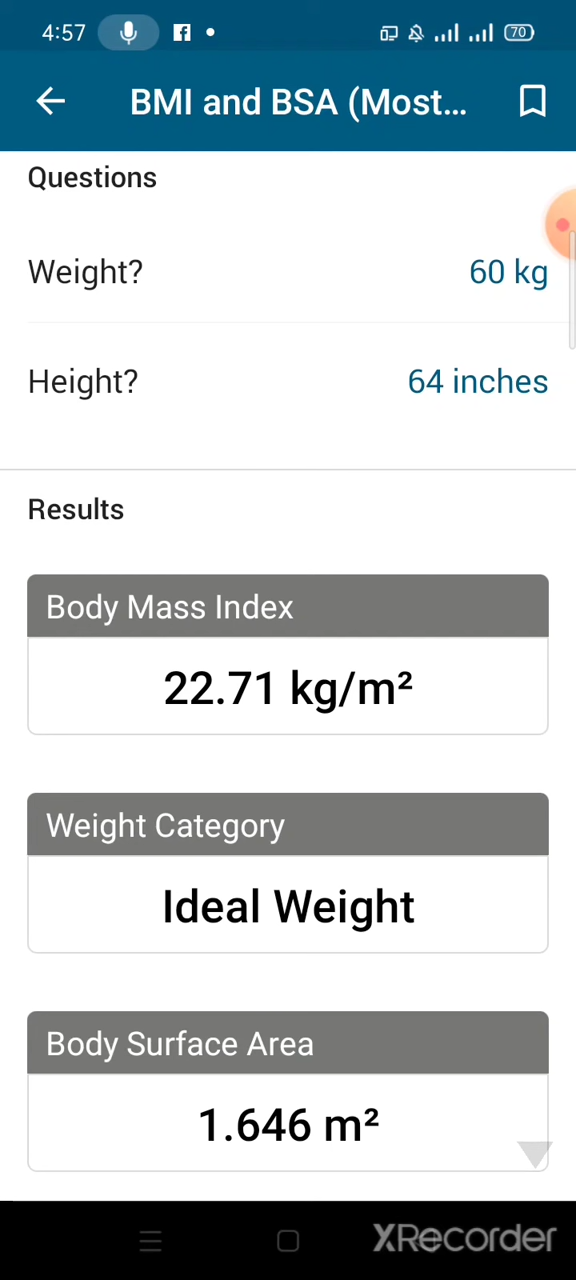 4:57
70
BMI and BSA (Most...
Questions
Weight?
60 kg
Height?
64 inches
Results
Body Mass Index
22.71 kg/m²
Weight Category
Ideal Weight
Body Surface Area
1.646 m²
XRecorder